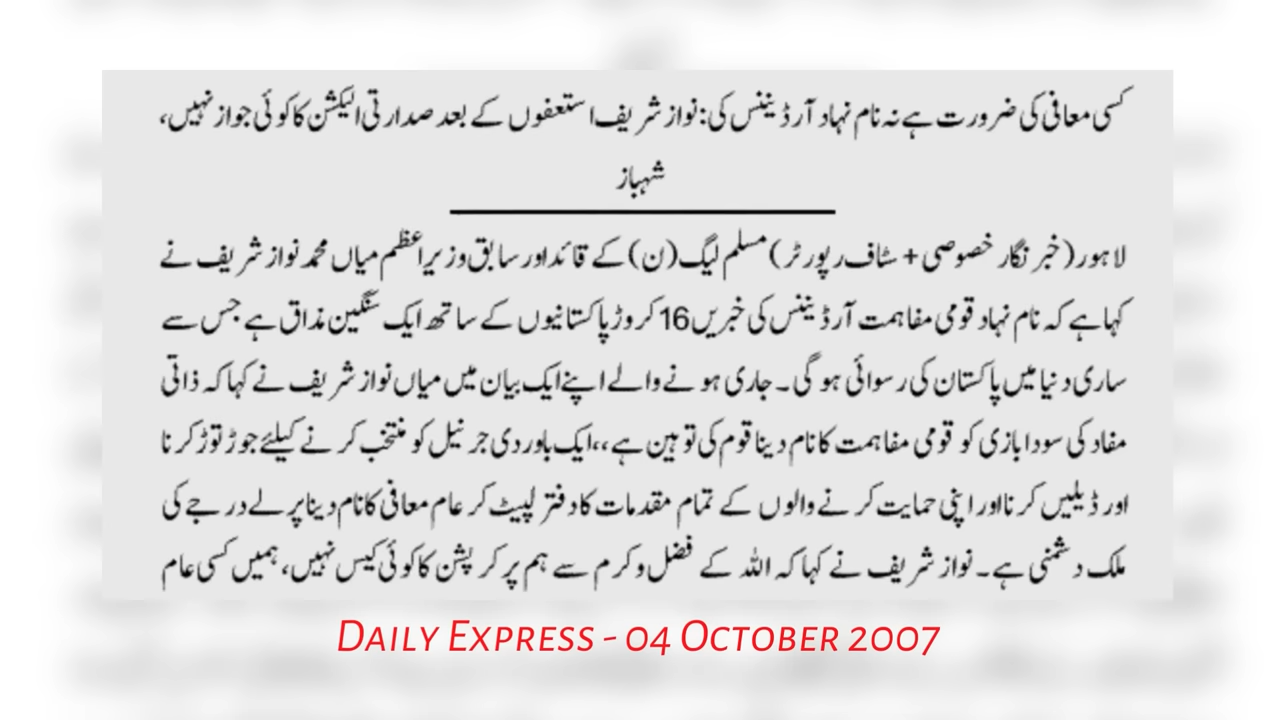 کسی معافی کی ضرورت ہے نہ نام نہاد آرڈیننس کی: نواز شریف استعفوں کے بعد صدارتی الیکشن کا کوئی جواز نہیں،
شہباز
لاہور (خبر نگار خصوصی + سٹاف رپورٹر) مسلم لیگ (ن) کے قائد اور سابق وزیراعظم میاں محمد نواز شریف نے
کہا ہے کہ نام نہاد قومی مفاہمت آرڈیننس کی خبریں 16 کروڑ پاکستانیوں کے ساتھ ایک سنگین مذاق ہے جس سے
ساری دنیا میں پاکستان کی رسوائی ہو گی۔ جاری ہونے والے اپنے ایک بیان میں میاں نواز شریف نے کہا کہ ذاتی
مفاد کی سودا بازی کو قومی مفاہمت کا نام دینا قوم کی توہین ہے،، ایک باوردی جرنیل کو منتخب کرنے کیلئے جوڑ توڑ کرنا
اور ڈیلیں کرنا اور اپنی حمایت کرنے والوں کے تمام مقدمات کا دفتر لپیٹ کر عام معافی کا نام دینا پرلے درجے کی
ملک دشمنی ہے۔ نواز شریف نے کہا کہ اللہ کے فضل و کرم سے ہم پر کرپشن کا کوئی کیس نہیں، ہمیں کسی عام
Daily Express - 04 October 2007